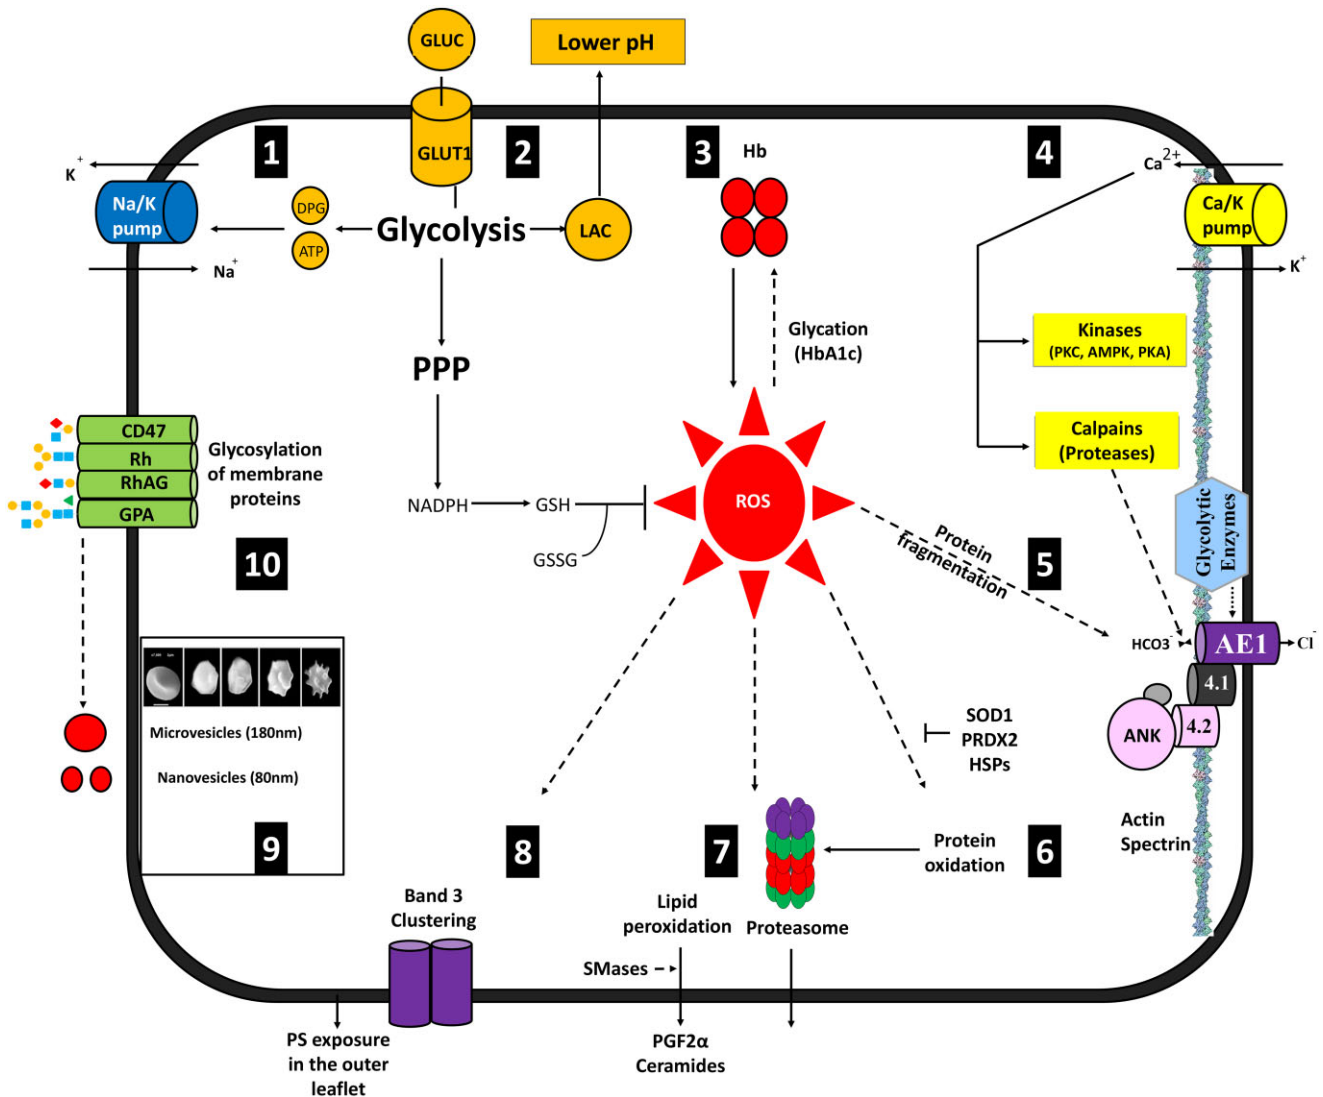 GLUC
Lower pH
GLUT1
1
2
3
4
Hb
K+
Na/K
pump
Na+
DPG
ATP
Glycolysis
LAC
Ca2+
Ca/K
pump
K+
Glycation
(HbA1c)
Kinases
(PKC, AMPK, PKA)
PPP
Calpains
(Proteases)
CD47
Rh
RhAG
GPA
Glycosylation
of membrane
proteins
NADPH
GSH
GSSG
ROS
Protein
fragmentation
5
Glycolytic
Enzymes
10
HCO3-
AE1
Cl-
4.1
4.2
ANK
Microvesicles (180nm)
Nanovesicles (80nm)
9
SOD1
PRDX2
HSPs
8
7
6
Protein
oxidation
Actin
Spectrin
Band 3
Clustering
Lipid
peroxidation
Proteasome
SMases
PS exposure
in the outer
leaflet
PGF2α
Ceramides